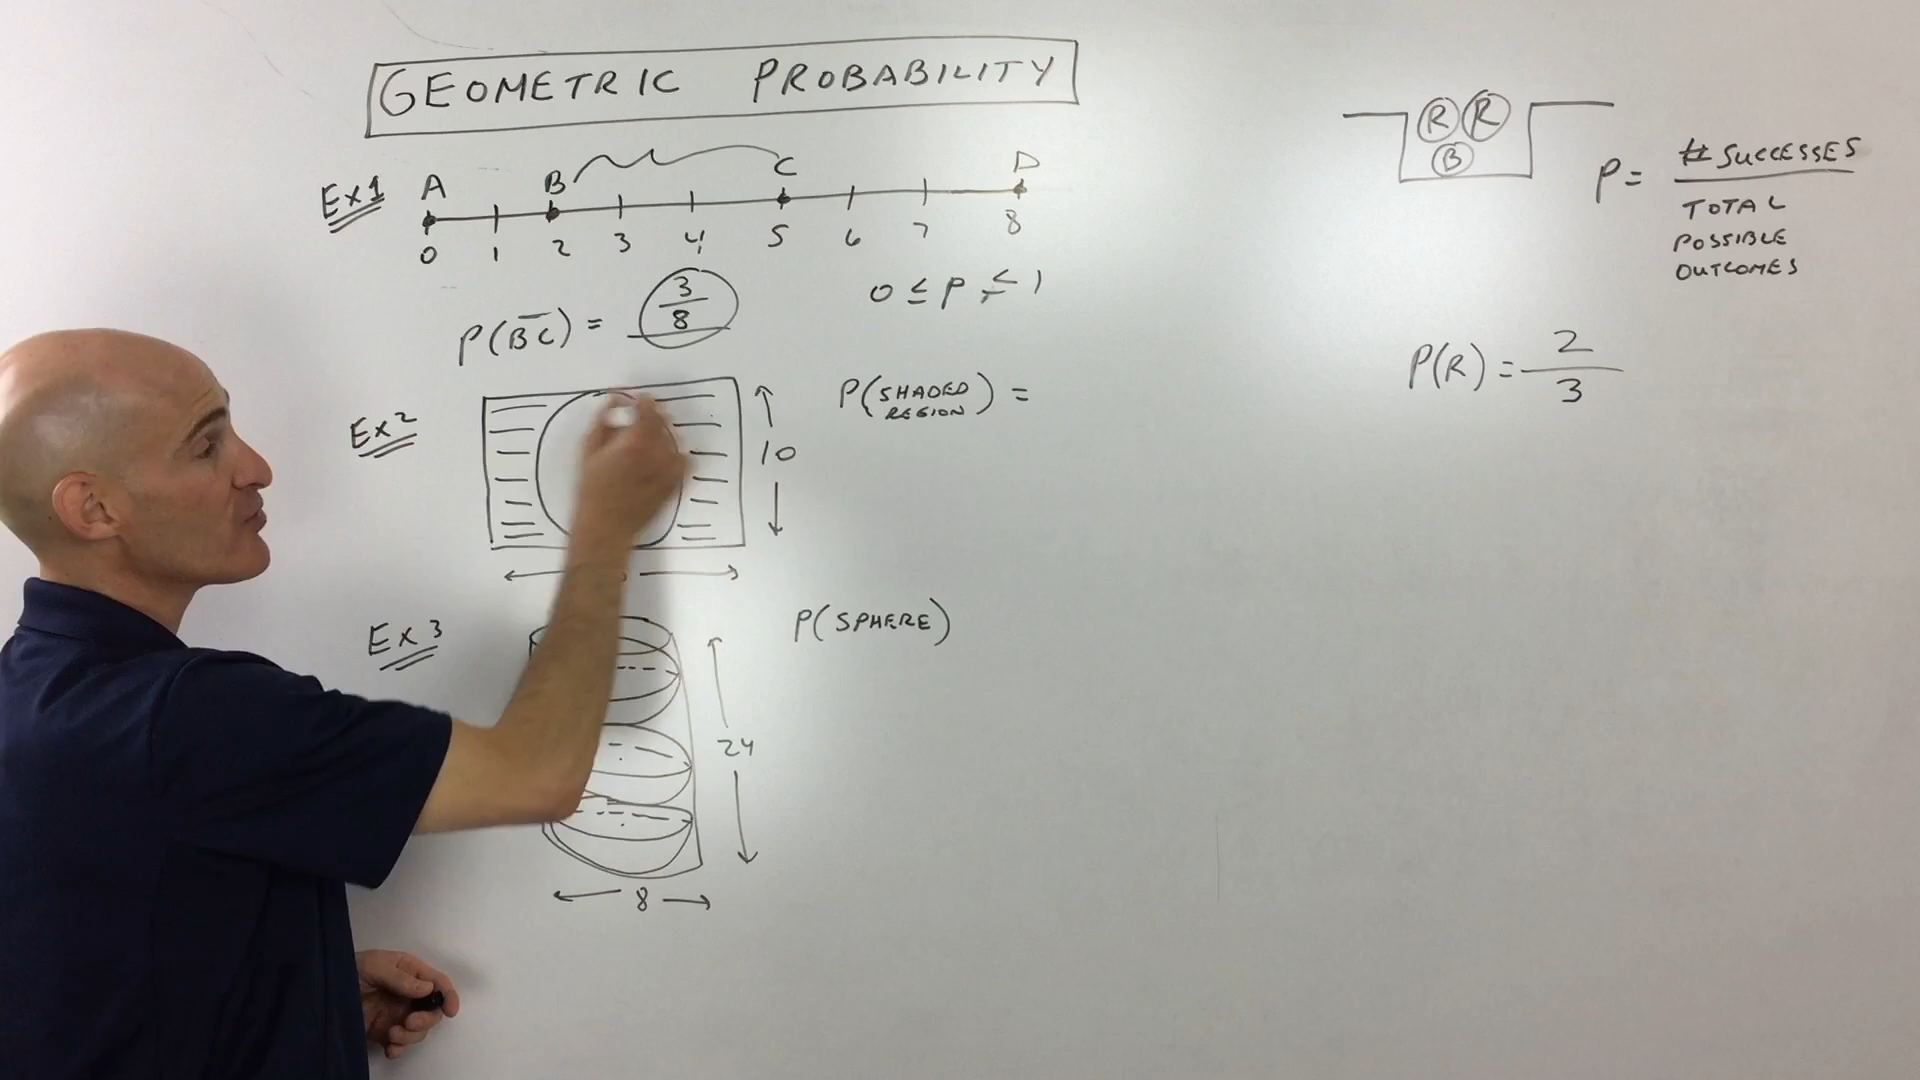 GEOMETRIC PROBABILITY
Ex1 A B C D
0 1 2 3 4 5 6 7 8
P(BC) = 3/8
0 ≤ P ≤ 1
R R
B
P = # SUCCESSES
TOTAL
POSSIBLE
OUTCOMES
P(R) = 2/3
Ex2
10
P(SHADED
REGION) =
Ex3
24
8
P(SPHERE)